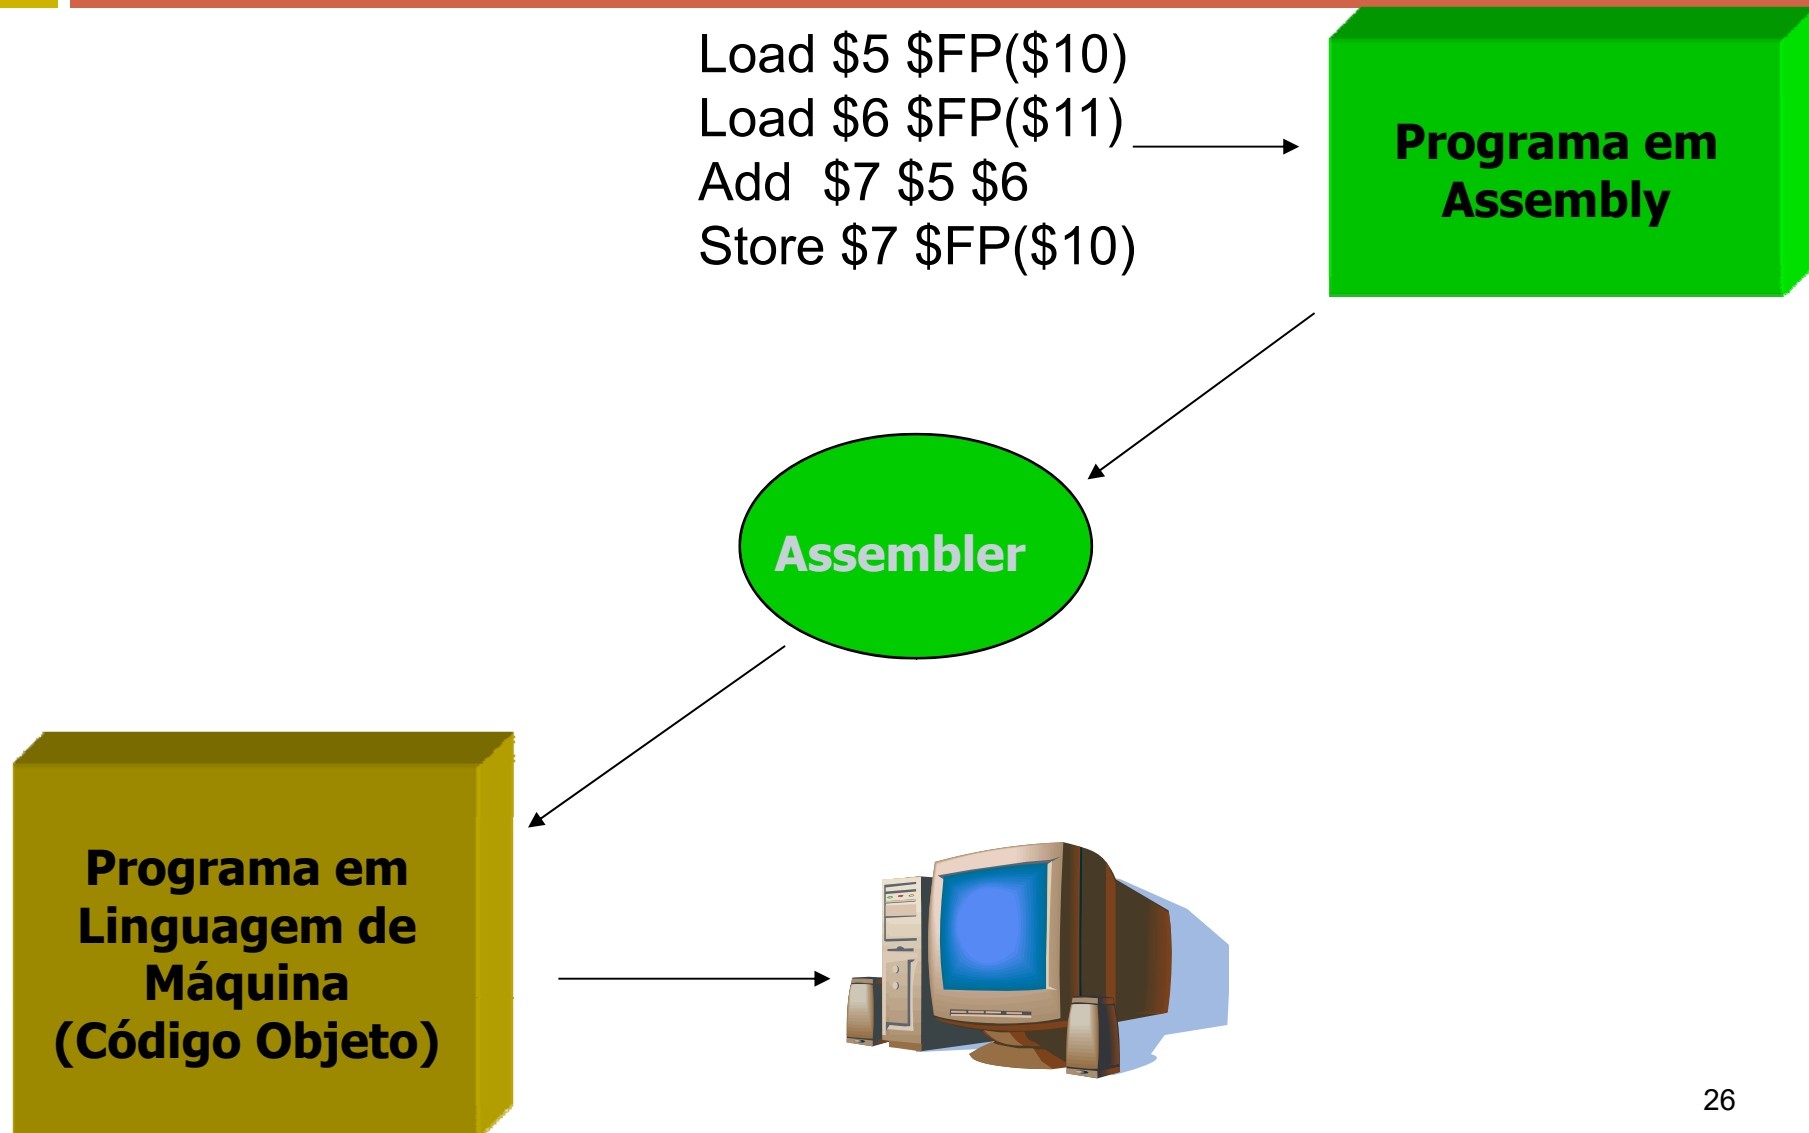 Load $5 $FP($10)
Load $6 $FP($11)
Add  $7 $5 $6
Store $7 $FP($10)
Programa em
Assembly
Assembler
Programa em
Linguagem de
Máquina
(Código Objeto)
26